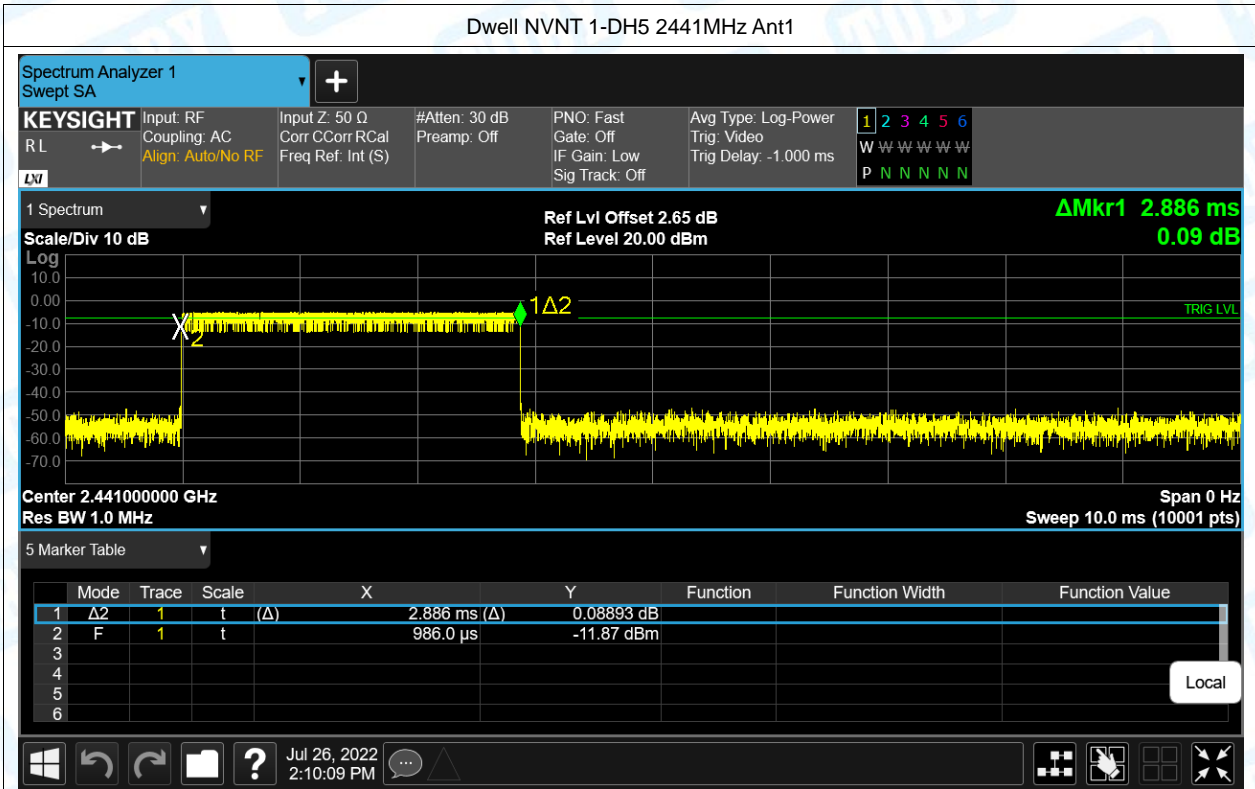 Dwell NVNT 1-DH5 2441MHz Ant1
Spectrum Analyzer 1
Swept SA
KEYSIGHT
RL
LXI
Input: RF
Coupling: AC
Align: Auto/No RF
Input Z: 50 Ω
Corr CCorr RCal
Freq Ref: Int (S)
#Atten: 30 dB
Preamp: Off
PNO: Fast
Gate: Off
IF Gain: Low
Sig Track: Off
Avg Type: Log-Power
Trig: Video
Trig Delay: -1.000 ms
1 2 3 4 5 6
W W W W W W
P N N N N N
1 Spectrum
Scale/Div 10 dB
Ref Lvl Offset 2.65 dB
Ref Level 20.00 dBm
ΔMkr1 2.886 ms
0.09 dB
Log
10.0
0.00
-10.0
-20.0
-30.0
-40.0
-50.0
-60.0
-70.0
1Δ2
2
TRIG LVL
Center 2.441000000 GHz
Res BW 1.0 MHz
Span 0 Hz
Sweep 10.0 ms (10001 pts)
5 Marker Table
Mode Trace Scale X Y Function Function Width Function Value
1 Δ2 1 t (Δ) 2.886 ms (Δ) 0.08893 dB
2 F 1 t 986.0 µs -11.87 dBm
3
4
5
6
Local
?
Jul 26, 2022
2:10:09 PM